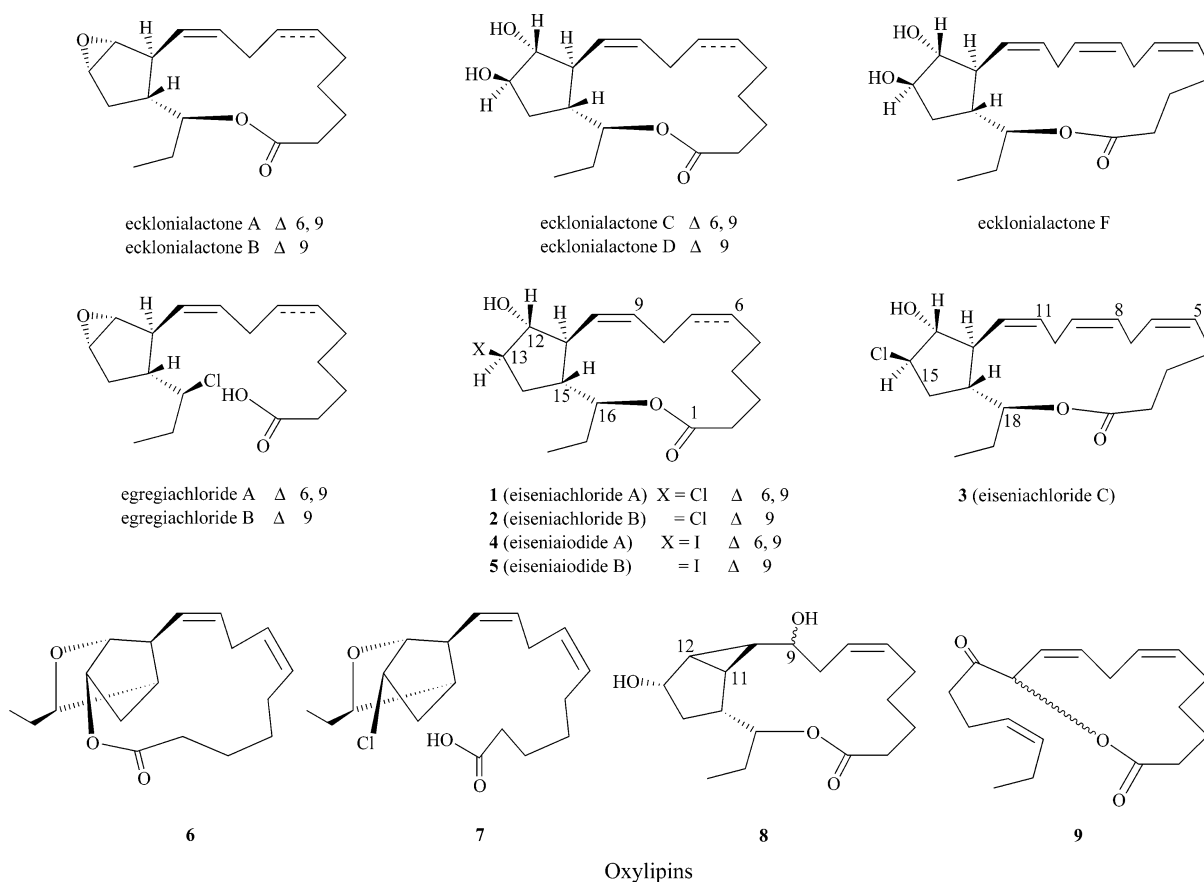 O
H
H
O
O
ecklonialactone A Δ 6, 9
ecklonialactone B Δ 9
HO
H
H
HO
H
H
O
O
ecklonialactone C Δ 6, 9
ecklonialactone D Δ 9
HO
H
H
HO
H
H
O
O
ecklonialactone F
O
H
H
Cl
HO
O
egregiachloride A Δ 6, 9
egregiachloride B Δ 9
HO
H
H
9
6
12
X
13
H
H
15
O
1
16
O
1 (eiseniachloride A) X = Cl Δ 6, 9
2 (eiseniachloride B) = Cl Δ 9
4 (eiseniaiodide A) X = I Δ 6, 9
5 (eiseniaiodide B) = I Δ 9
HO
H
H
11
8
5
Cl
H
15
H
18
O
O
3 (eiseniachloride C)
O
O
O
6
O
Cl
HO
O
7
OH
12
9
11
HO
O
O
8
O
O
O
9
Oxylipins